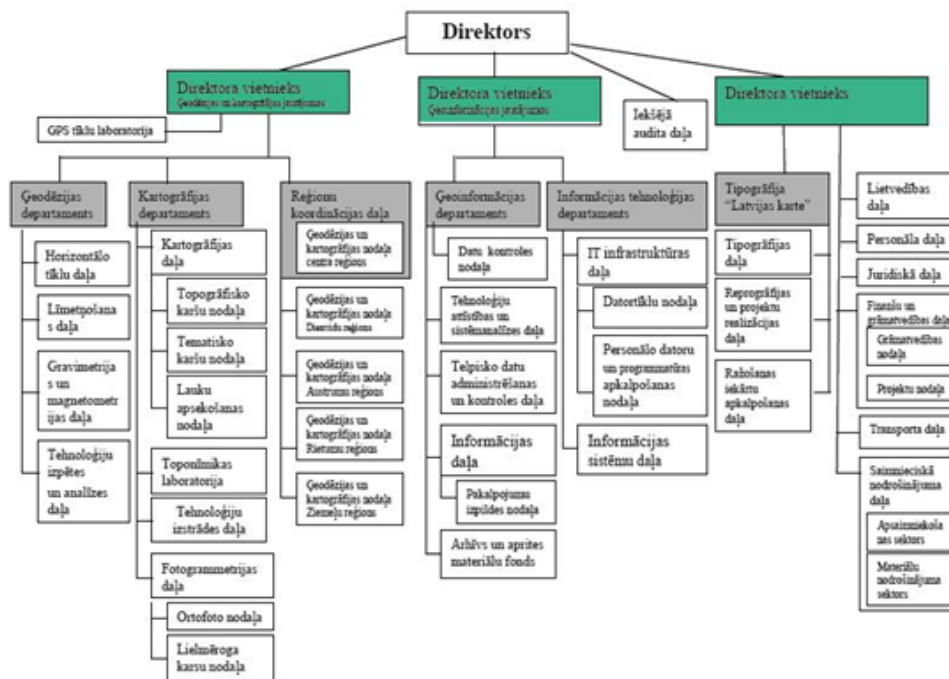 Direktors
Direktora vietnieks
Ģeodēzijas un kartogrāfijas jautājumos
Direktora vietnieks
Ģeoinformācijas jautājumos
Direktora vietnieks
Iekšējā
audita daļa
GPS tīklu laboratorija
Ģeodēzijas
departaments
Horizontālo
tīklu daļa
Līmetņošana
s daļa
Gravimetrija
s un
magnetometr
ijas daļa
Tehnoloģiju
izpētes
un analīzes
daļa
Kartogrāfijas
departaments
Kartogrāfijas
daļa
Topogrāfisko
karšu nodaļa
Tematisko
karšu nodaļa
Lauku
apsekošanas
nodaļa
Toponīmikas
laboratorija
Tehnoloģiju
izstrādes daļa
Fotogrammetrijas
daļa
Ortofoto nodaļa
Lielmēroga
karsu nodaļa
Reģionu
koordinācijas daļa
Ģeodēzijas un
kartogrāfijas nodaļa
centra reģions
Ģeodēzijas un
kartogrāfijas nodaļa
Dienvidu reģions
Ģeodēzijas un
kartogrāfijas nodaļa
Austrumu reģions
Ģeodēzijas un
kartogrāfijas nodaļa
Rietumu reģions
Ģeodēzijas un
kartogrāfijas nodaļa
Ziemeļu reģions
Ģeoinformācijas
departaments
Datu kontroles
nodaļa
Tehnoloģiju
attīstības un
sistēmanalīzes daļa
Telpisko datu
administrēšanas
un kontroles daļa
Informācijas
daļa
Pakalpojumu
izpildes nodaļa
Arhīvs un aprites
materiālu fonds
Informācijas tehnoloģijas
departaments
IT infrastruktūras
daļa
Datortīklu nodaļa
Personālo datoru
un programmatūras
apkalpošanas
nodaļa
Informācijas
sistēmu daļa
Tipogrāfija
“Latvijas karte”
Tipogrāfijas
daļa
Reprogrāfijas
un projektu
realizācijas
daļa
Ražošanas
iekārtu
apkalpošanas
daļa
Lietvedības
daļa
Personāla daļa
Juridiskā daļa
Finanšu un
grāmatvedības daļa
Grāmatvedības
nodaļa
Projektu nodaļa
Transporta daļa
Saimnieciskā
nodrošinājuma
daļa
Apsaimniekoša
nas sektors
Materiālu
nodrošinājuma
sektors